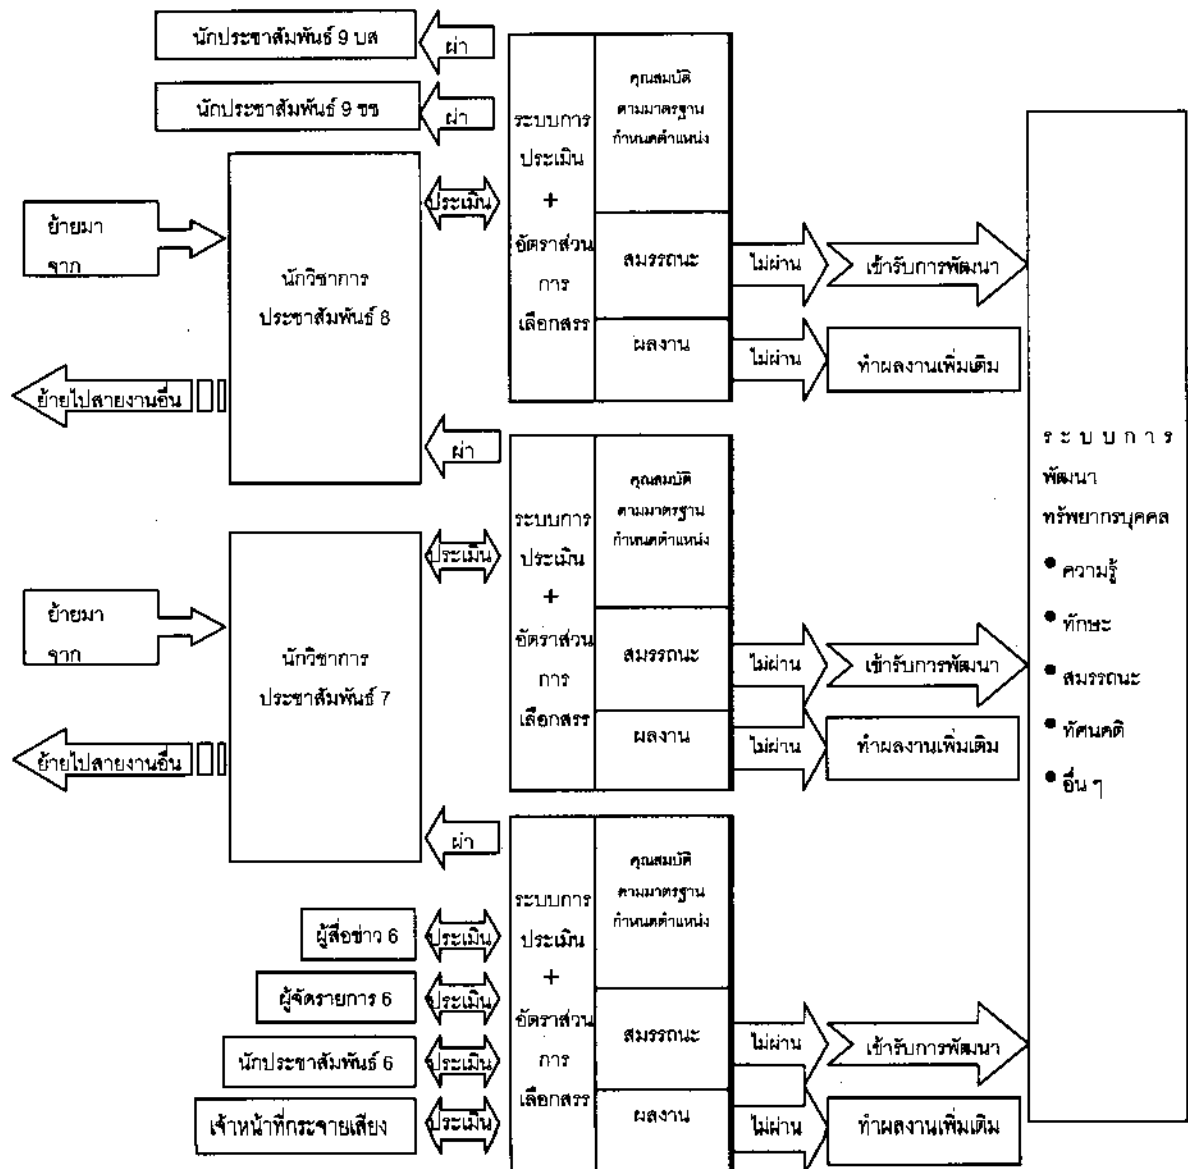 นักประชาสัมพันธ์ 9 บส
ผ่า
นักประชาสัมพันธ์ 9 ชช
ผ่า
ระบบการ
ประเมิน
+
อัตราส่วน
การ
เลือกสรร
คุณสมบัติ
ตามมาตรฐาน
กำหนดตำแหน่ง
สมรรถนะ
ผลงาน
ประเมิน
ย้ายมา
จาก
นักวิชาการ
ประชาสัมพันธ์ 8
ย้ายไปสายงานอื่น
ไม่ผ่าน
เข้ารับการพัฒนา
ไม่ผ่าน
ทำผลงานเพิ่มเติม
ผ่า
ระบบการ
ประเมิน
+
อัตราส่วน
การ
เลือกสรร
คุณสมบัติ
ตามมาตรฐาน
กำหนดตำแหน่ง
สมรรถนะ
ผลงาน
ประเมิน
ย้ายมา
จาก
นักวิชาการ
ประชาสัมพันธ์ 7
ย้ายไปสายงานอื่น
ไม่ผ่าน
เข้ารับการพัฒนา
ไม่ผ่าน
ทำผลงานเพิ่มเติม
ผ่า
ระบบการ
ประเมิน
+
อัตราส่วน
การ
เลือกสรร
คุณสมบัติ
ตามมาตรฐาน
กำหนดตำแหน่ง
สมรรถนะ
ผลงาน
ผู้สื่อข่าว 6
ประเมิน
ผู้จัดรายการ 6
ประเมิน
นักประชาสัมพันธ์ 6
ประเมิน
เจ้าหน้าที่กระจายเสียง
ประเมิน
ไม่ผ่าน
เข้ารับการพัฒนา
ไม่ผ่าน
ทำผลงานเพิ่มเติม
ระบบการ
พัฒนา
ทรัพยากรบุคคล
• ความรู้
• ทักษะ
• สมรรถนะ
• ทัศนคติ
• อื่น ๆ